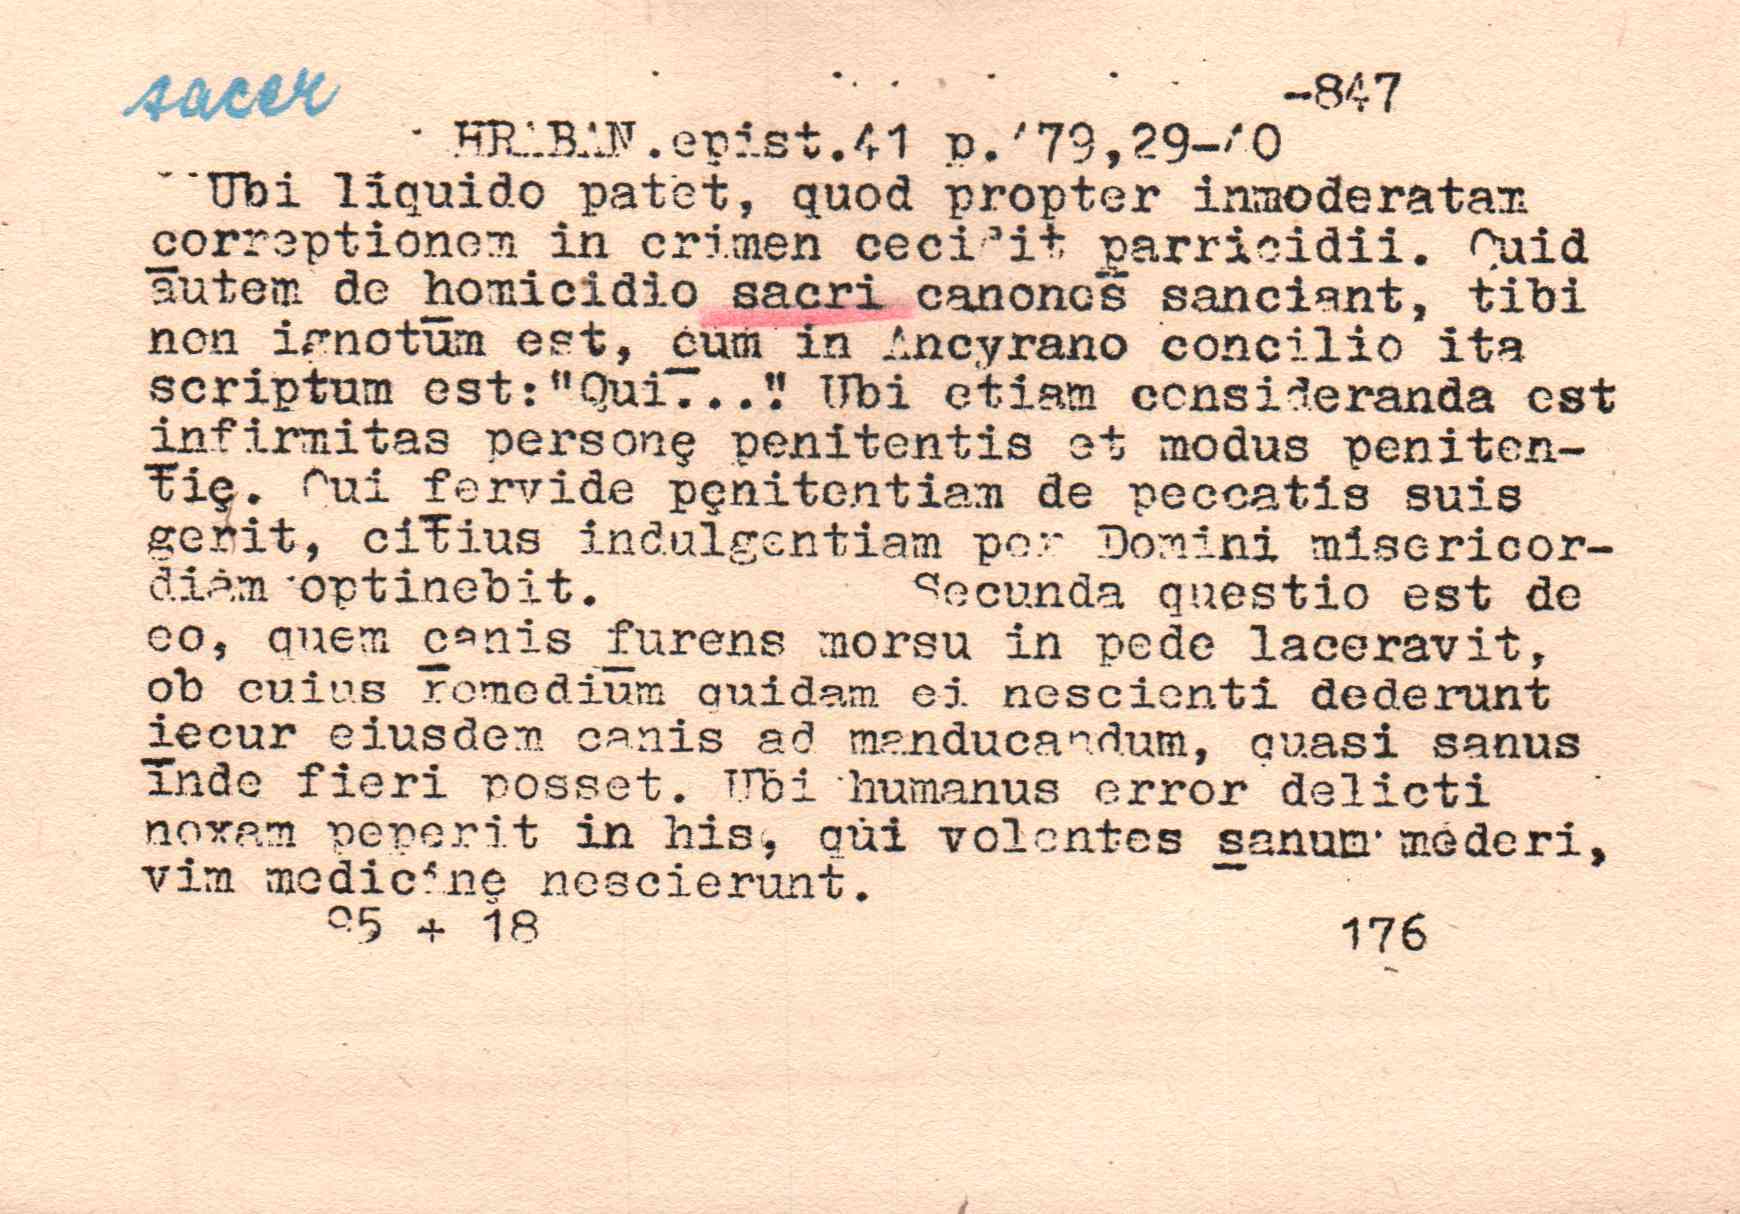 sacer
-847
HRABAN.epist.41 p.479,29-40
Ubi liquido patet, quod propter inmoderatam
correptionem in crimen cecidit parricidii. Quid
autem de homicidio sacri canones sanciant, tibi
non ignotum est, cum in Ancyrano concilio ita
scriptum est:"Qui...". Ubi etiam consideranda est
infirmitas personę penitentis et modus peniten-
tię. Qui fervide pęnitentiam de peccatis suis
gerit, citius indulgentiam per Domini misericor-
diam optinebit. Secunda questio est de
eo, quem canis furens morsu in pede laceravit,
ob cuius remedium quidam ei nescienti dederunt
iecur eiusdem canis ad manducandum, quasi sanus
inde fieri posset. Ubi humanus error delicti
noxam peperit in his, qui volentes sanum mederi,
vim medicinę nescierunt.
95 + 18 176